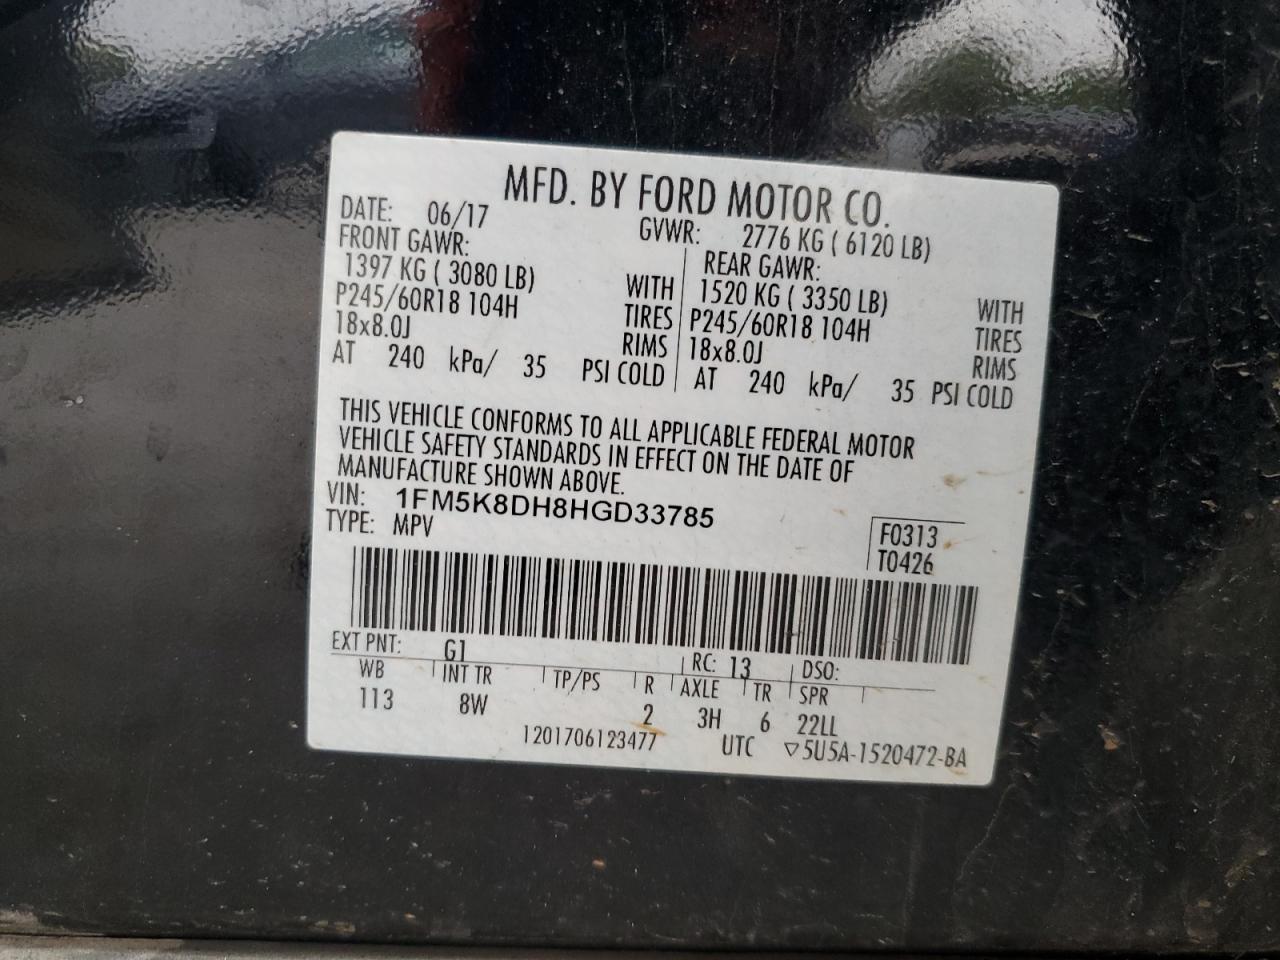 MFD. BY FORD MOTOR CO.
DATE: 06/17 GVWR: 2776 KG ( 6120 LB)
FRONT GAWR:
1397 KG ( 3080 LB) WITH
P245/60R18 104H TIRES
18x8.0J RIMS
AT 240 kPa/ 35 PSI COLD
REAR GAWR:
1520 KG ( 3350 LB) WITH
P245/60R18 104H TIRES
18x8.0J RIMS
AT 240 kPa/ 35 PSI COLD
THIS VEHICLE CONFORMS TO ALL APPLICABLE FEDERAL MOTOR
VEHICLE SAFETY STANDARDS IN EFFECT ON THE DATE OF
MANUFACTURE SHOWN ABOVE.
VIN: 1FM5K8DH8HGD33785
TYPE: MPV
F0313
T0426
EXT PNT: G1 RC: 13 DSO:
WB INT TR TP/PS R AXLE TR SPR
113 8W 2 3H 6 22LL
1201706123477 UTC ▽5U5A-1520472-BA